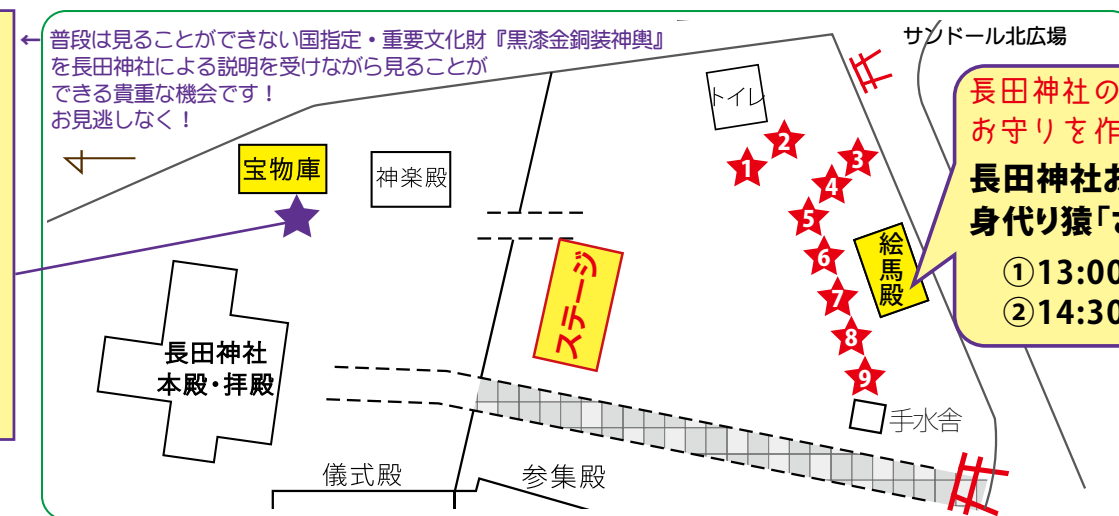 ← 普段は見ることができない国指定・重要文化財『黒漆金銅装神輿』
を長田神社による説明を受けながら見ることが
できる貴重な機会です！
お見逃しなく！
サンドール北広場
トイレ
長田神社の
お守りを作
長田神社お
身代り猿「さ
①13:00
②14:30
宝物庫
神楽殿
1
2
3
4
5
6
7
8
9
絵馬殿
ステージ
長田神社
本殿・拝殿
手水舎
儀式殿
参集殿